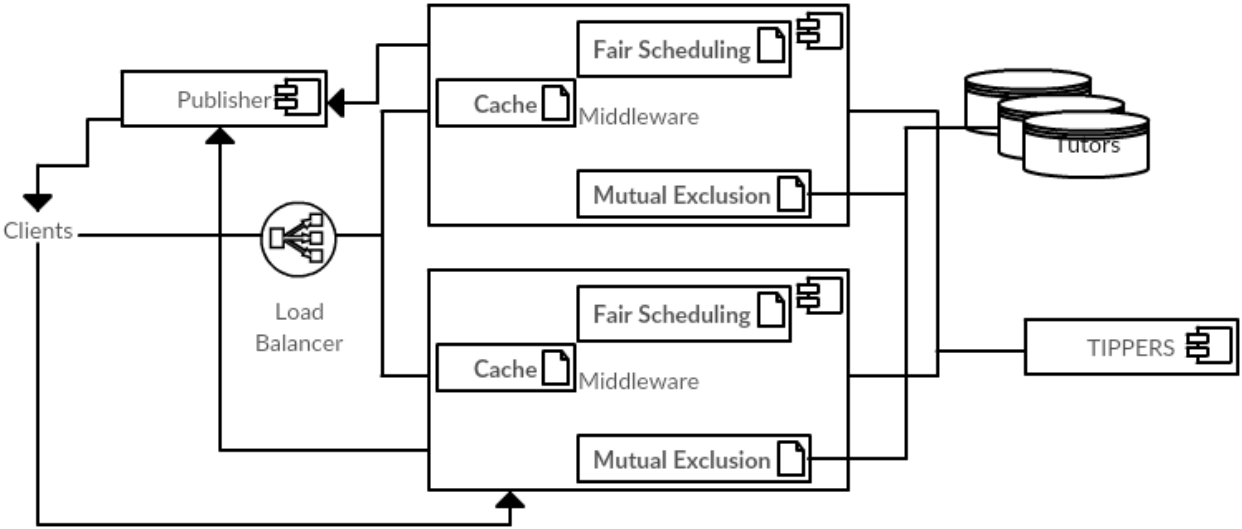 Fair Scheduling
Publisher
Cache
Middleware
Tutors
Mutual Exclusion
Clients
Load
Balancer
Fair Scheduling
TIPPERS
Cache
Middleware
Mutual Exclusion